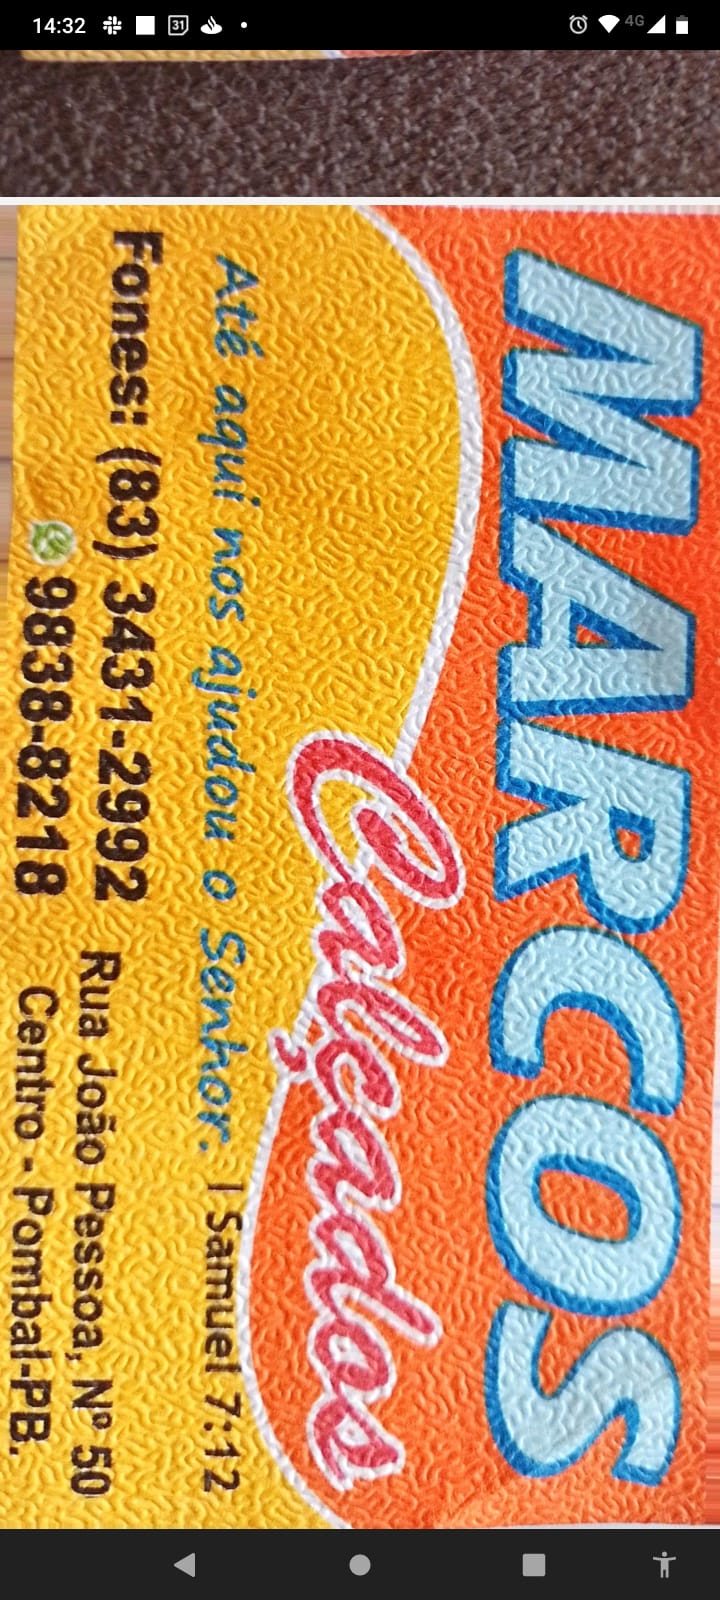 14:32
31
4G
MARCOS
Calçados
Até aqui nos ajudou o Senhor. I Samuel 7:12
Fones: (83) 3431-2992 Rua João Pessoa, Nº 50
9838-8218 Centro - Pombal-PB.